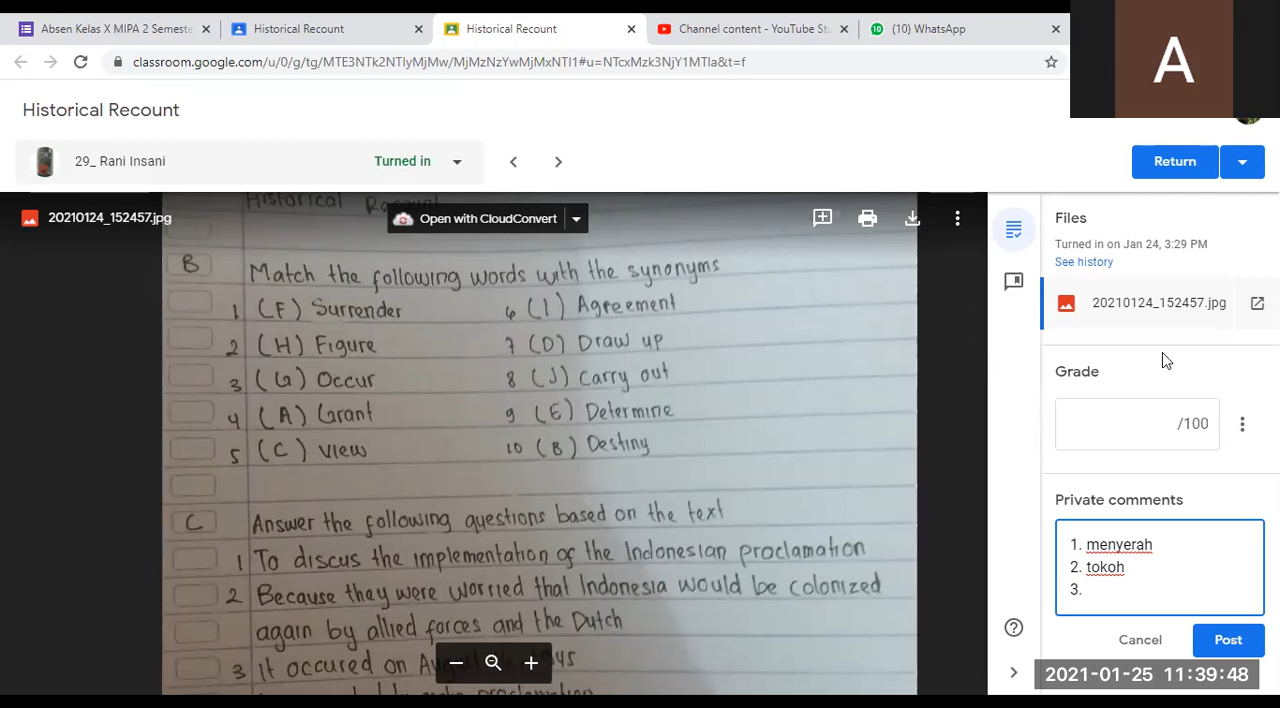 Absen Kelas X MIPA 2 Semeste
Historical Recount
Historical Recount
Channel content - YouTube Stu
(10) WhatsApp
classroom.google.com/u/0/g/tg/MTE3NTk2NTIyMjMw/MjMzNzYwMjMxNTI1#u=NTcxMzk3NjY1MTIa&t=f
A
Historical Recount
29_ Rani Insani
Turned in
Return
20210124_152457.jpg
Open with CloudConvert
Historical Recount
B Match the following words with the synonyms
1 (F) Surrender 6 (I) Agreement
2 (H) Figure 7 (D) Draw up
3 (G) Occur 8 (J) Carry out
4 (A) Grant 9 (E) Determine
5 (C) View 10 (B) Destiny
C Answer the following questions based on the text
1 To discus the implementation of the Indonesian proclamation
2 Because they were worried that Indonesia would be colonized
again by allied forces and the Dutch
3 It occured on
Files
Turned in on Jan 24, 3:29 PM
See history
20210124_152457.jpg
Grade
/100
Private comments
1. menyerah
2. tokoh
3.
Cancel
Post
2021-01-25 11:39:48